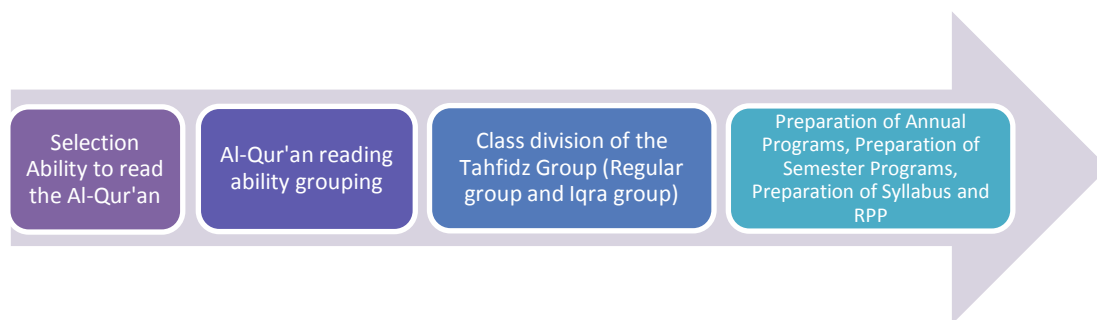 Selection
Ability to read
the Al-Qur'an
Al-Qur'an reading
ability grouping
Class division of the
Tahfidz Group (Regular
group and Iqra group)
Preparation of Annual
Programs, Preparation of
Semester Programs,
Preparation of Syllabus and
RPP